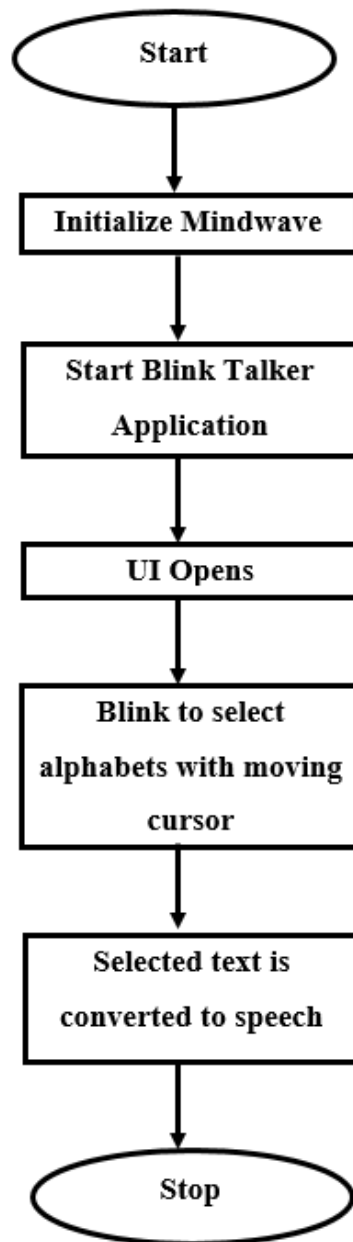 Start
Initialize Mindwave
Start Blink Talker
Application
UI Opens
Blink to select
alphabets with moving
cursor
Selected text is
converted to speech
Stop